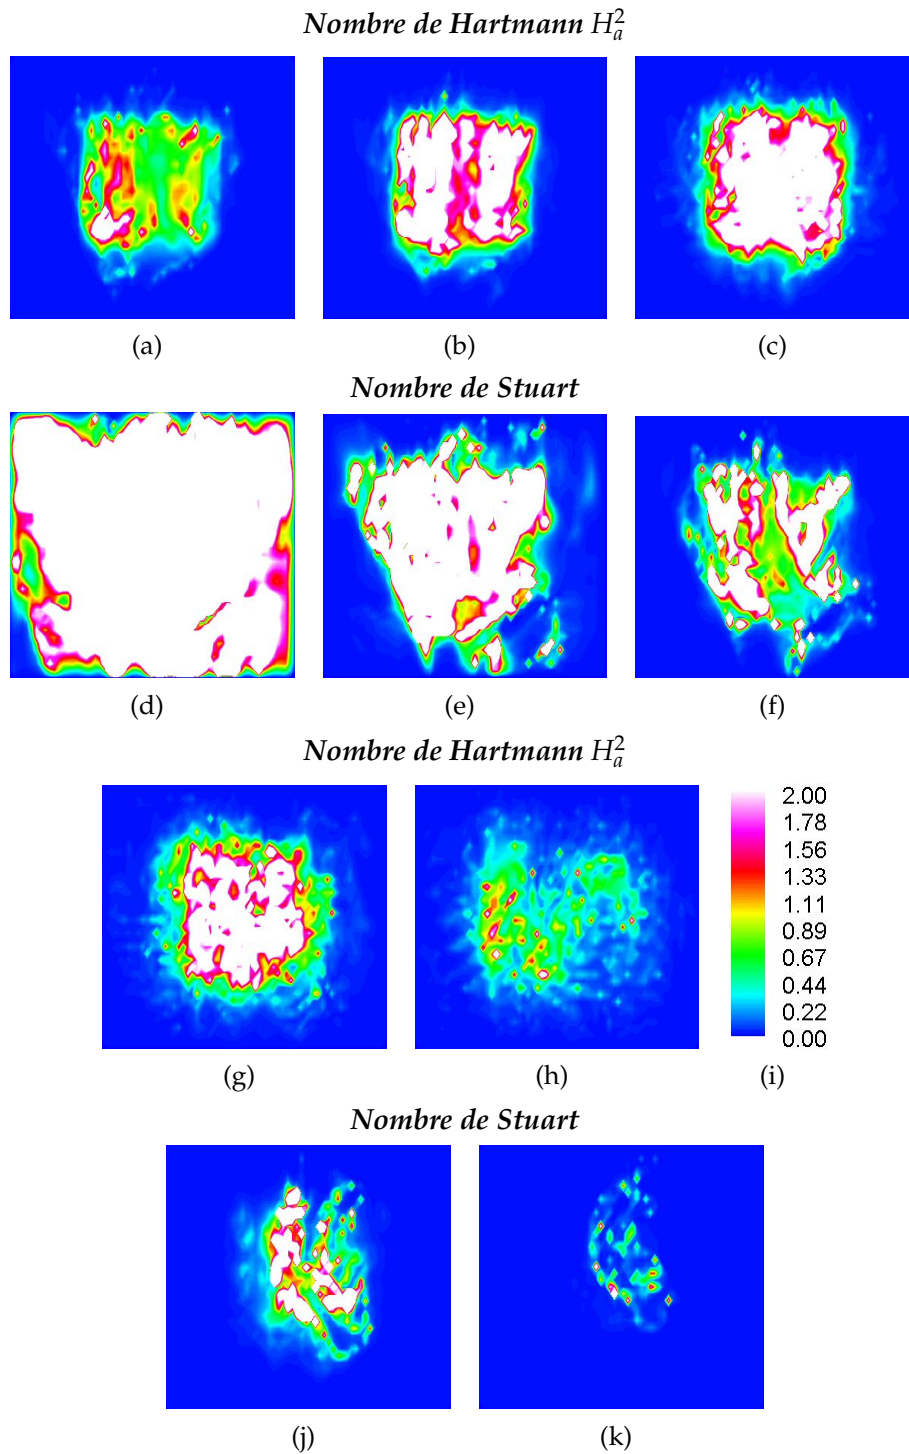 Nombre de Hartmann $H_a^2$
(a) (b) (c)
Nombre de Stuart
(d) (e) (f)
Nombre de Hartmann $H_a^2$
2.00
1.78
1.56
1.33
1.11
0.89
0.67
0.44
0.22
0.00
(g) (h) (i)
Nombre de Stuart
(j) (k)